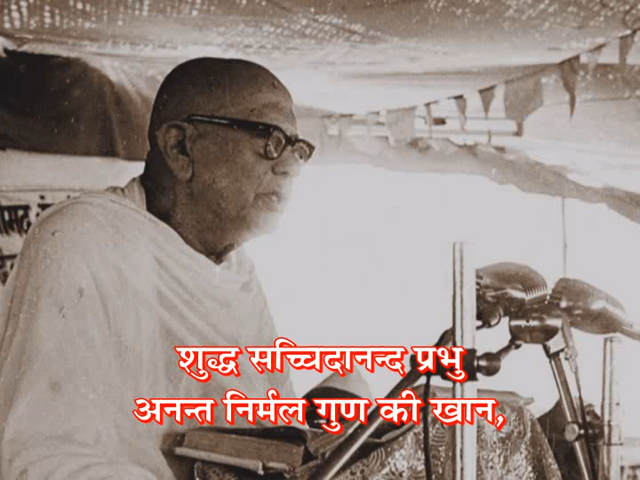 शुद्ध सच्चिदानन्द प्रभु
अनन्त निर्मल गुण की खान,